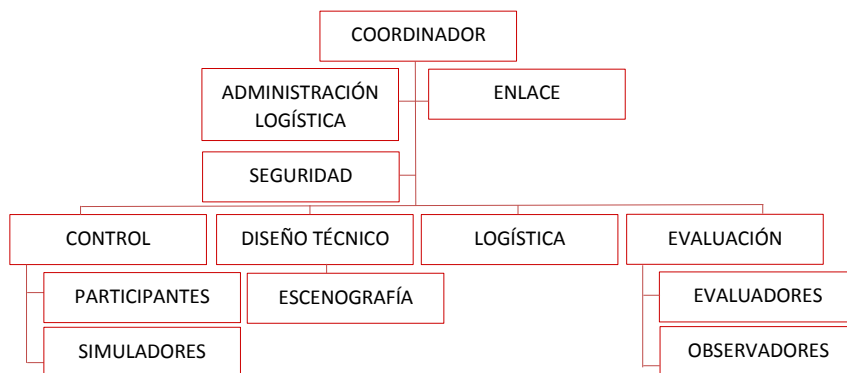 COORDINADOR
ADMINISTRACIÓN
LOGÍSTICA
ENLACE
SEGURIDAD
CONTROL
DISEÑO TÉCNICO
LOGÍSTICA
EVALUACIÓN
PARTICIPANTES
ESCENOGRAFÍA
EVALUADORES
SIMULADORES
OBSERVADORES